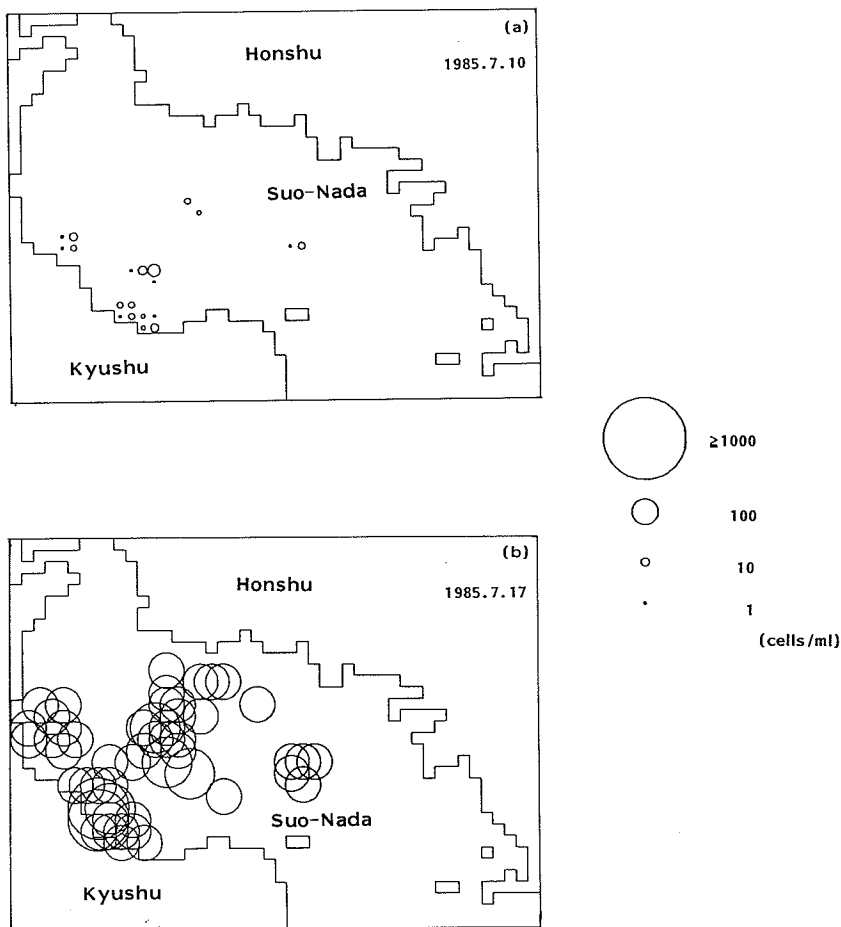 (a)
Honshu
1985.7.10
Suo-Nada
Kyushu
≧1000
100
10
1
(cells/ml)
(b)
Honshu
1985.7.17
Suo-Nada
Kyushu